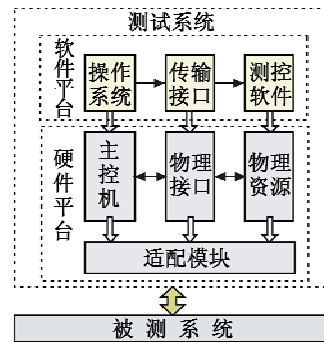 测试系统
软件平台
操作系统
传输接口
测控软件
硬件平台
主控机
物理接口
物理资源
适配模块
被测系统